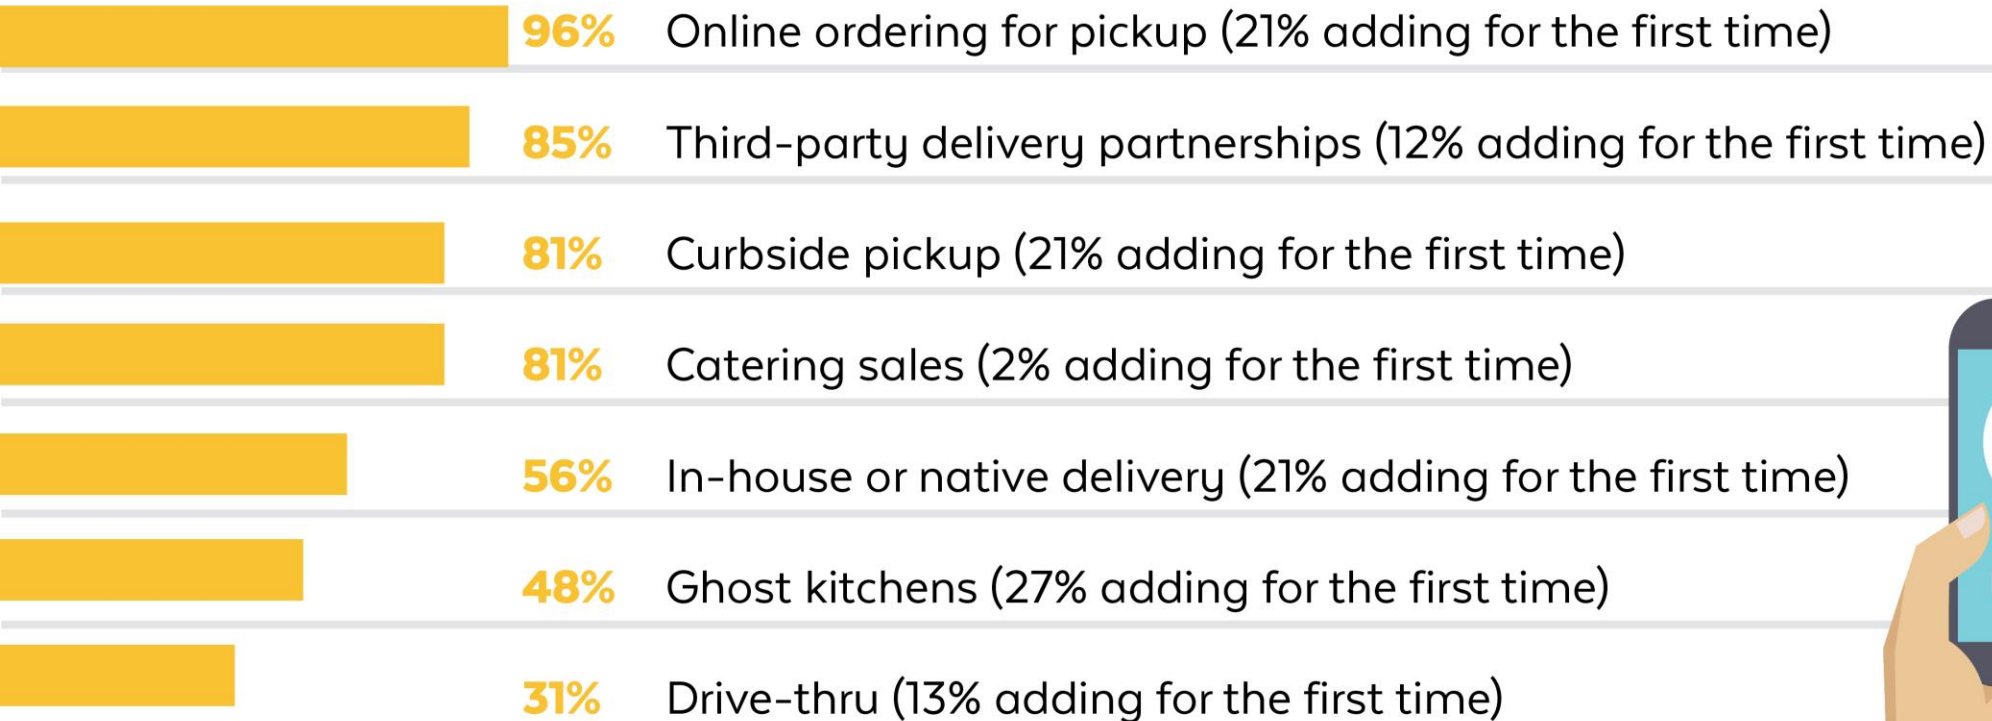 96% Online ordering for pickup (21% adding for the first time)
85% Third-party delivery partnerships (12% adding for the first time)
81% Curbside pickup (21% adding for the first time)
81% Catering sales (2% adding for the first time)
56% In-house or native delivery (21% adding for the first time)
48% Ghost kitchens (27% adding for the first time)
31% Drive-thru (13% adding for the first time)